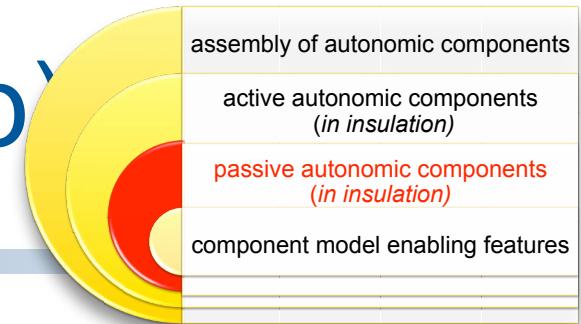 assembly of autonomic components
active autonomic components
(in insulation)
passive autonomic components
(in insulation)
component model enabling features